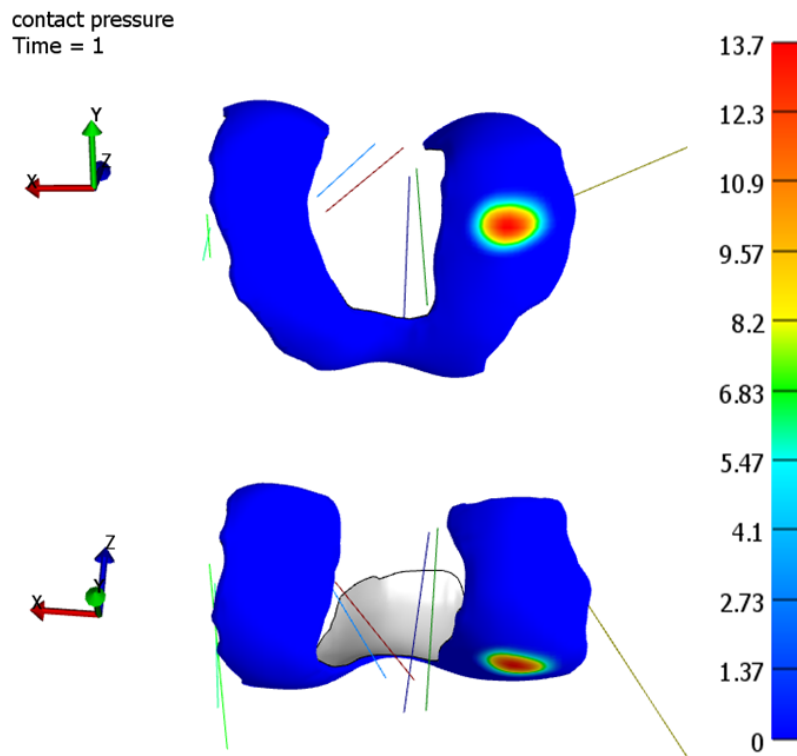 contact pressure
Time = 1
Y
Z
X
13.7
12.3
10.9
9.57
8.2
6.83
5.47
4.1
2.73
1.37
0
Z
Y
X